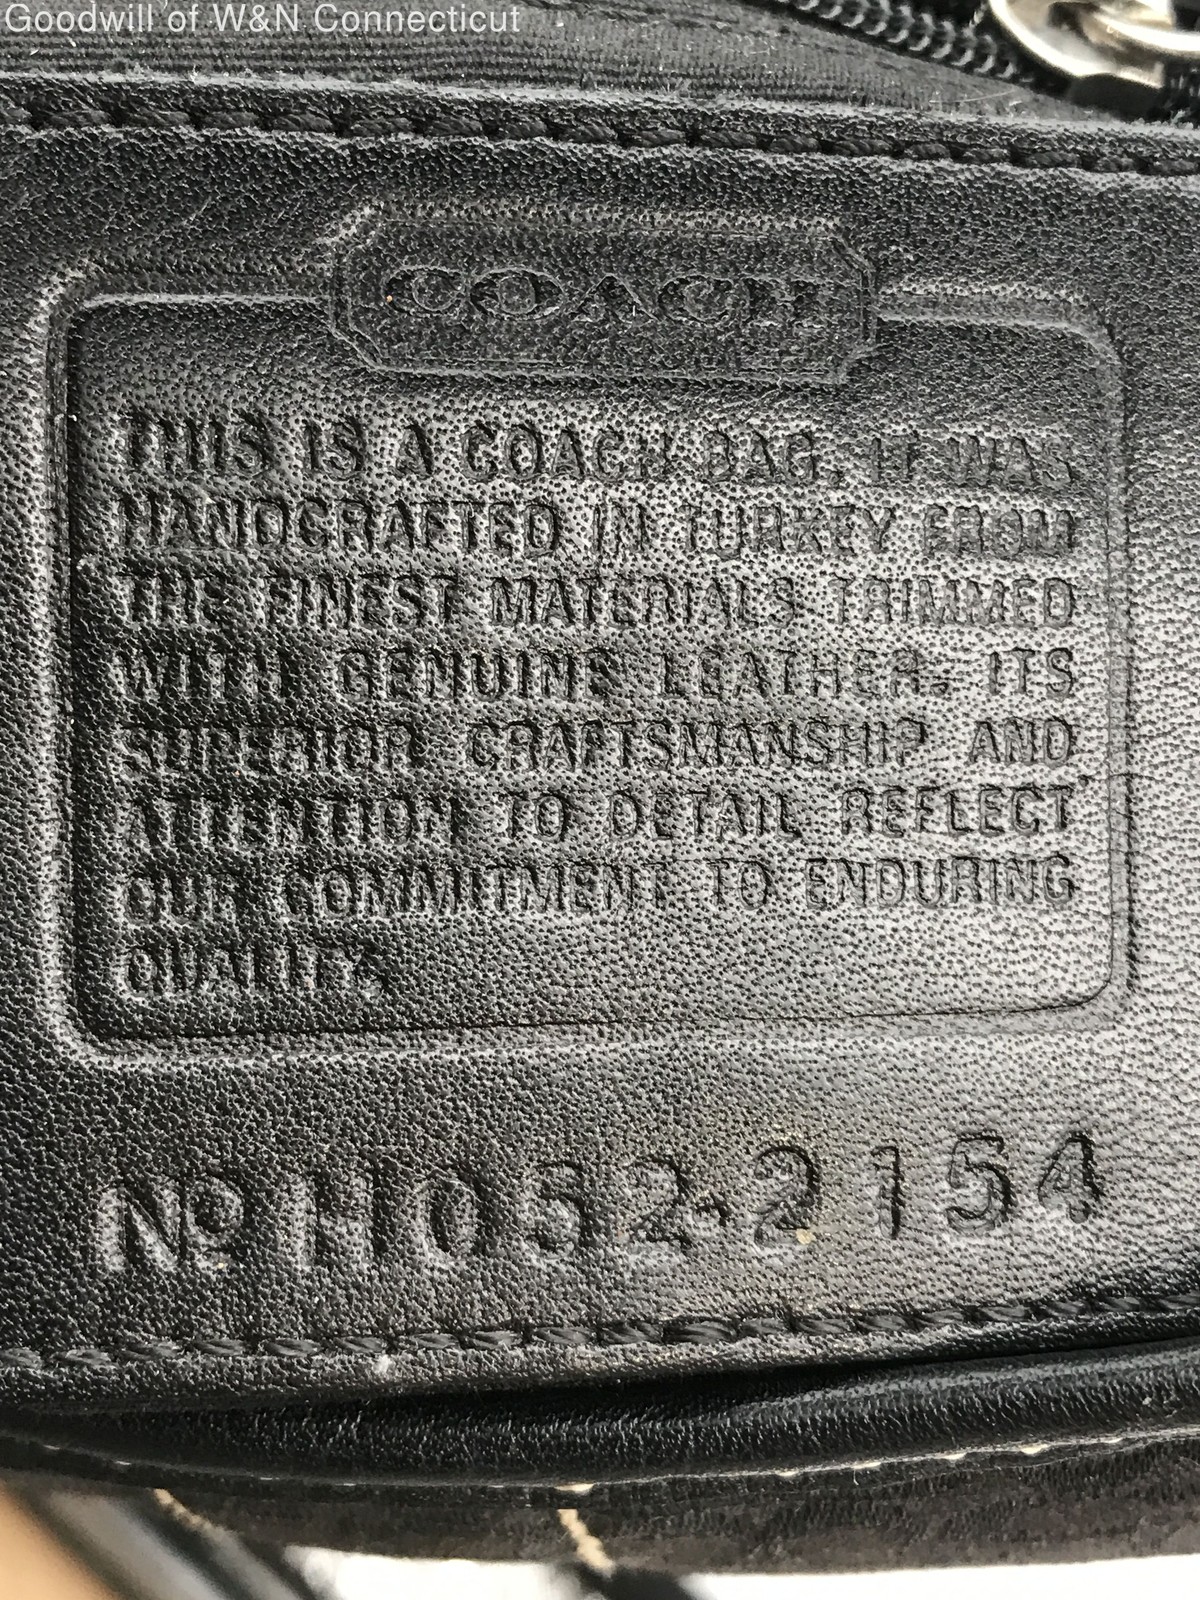 Goodwill of W&N Connecticut
COACH
THIS IS A COACH BAG. IT WAS
HANDCRAFTED IN TURKEY FROM
THE FINEST MATERIALS TRIMMED
WITH GENUINE LEATHER. ITS
SUPERIOR CRAFTSMANSHIP AND
ATTENTION TO DETAIL REFLECT
OUR COMMITMENT TO ENDURING
QUALITY.
Nº H052-2154